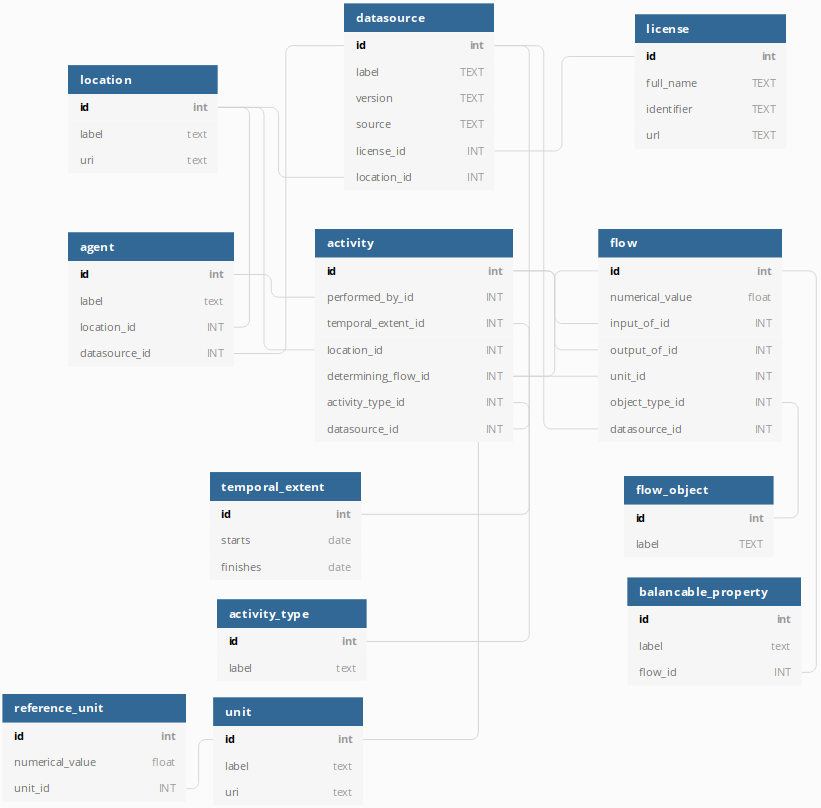 datasource
id int
label TEXT
version TEXT
source TEXT
license_id INT
location_id INT
license
id int
full_name TEXT
identifier TEXT
url TEXT
location
id int
label text
uri text
agent
id int
label text
location_id INT
datasource_id INT
activity
id int
performed_by_id INT
temporal_extent_id INT
location_id INT
determining_flow_id INT
activity_type_id INT
datasource_id INT
flow
id int
numerical_value float
input_of_id INT
output_of_id INT
unit_id INT
object_type_id INT
datasource_id INT
temporal_extent
id int
starts date
finishes date
flow_object
id int
label TEXT
balancable_property
id int
label text
flow_id INT
activity_type
id int
label text
reference_unit
id int
numerical_value float
unit_id INT
unit
id int
label text
uri text